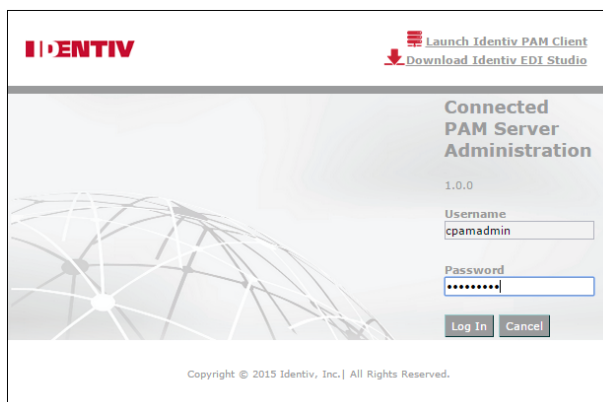 IDENTIV
Launch Identiv PAM Client
Download Identiv EDI Studio
Connected
PAM Server
Administration
1.0.0
Username
cpamadmin
Password
•••••••••
Log In Cancel
Copyright © 2015 Identiv, Inc.| All Rights Reserved.